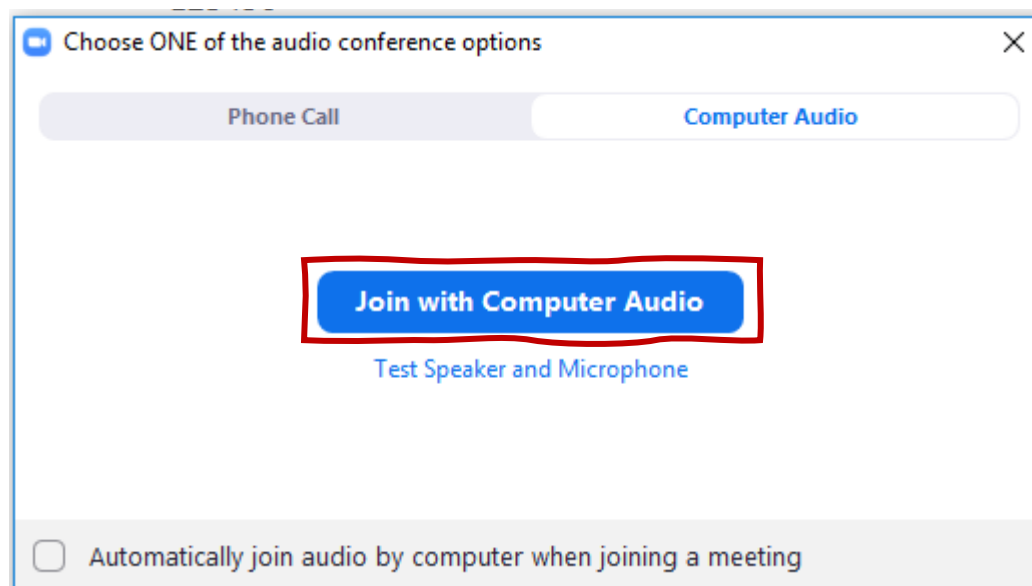 Choose ONE of the audio conference options
Phone Call
Computer Audio
Join with Computer Audio
Test Speaker and Microphone
Automatically join audio by computer when joining a meeting